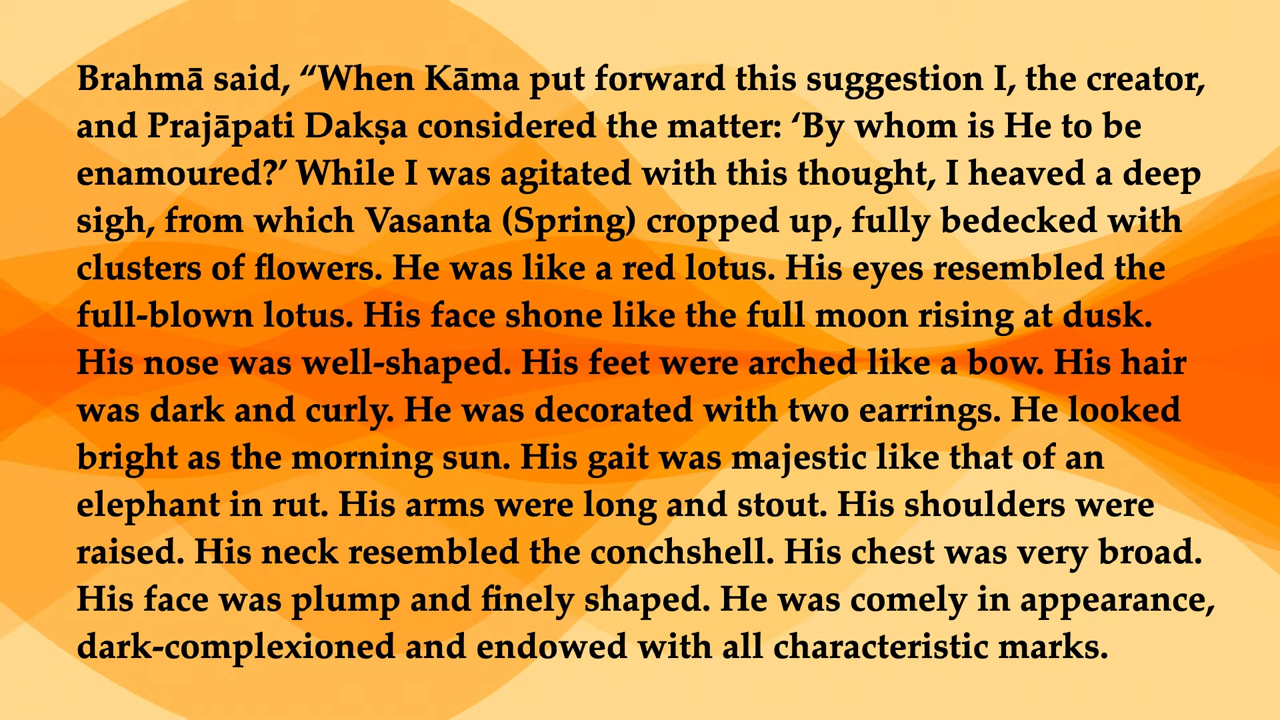 Brahmā said, “When Kāma put forward this suggestion I, the creator,
and Prajāpati Dakṣa considered the matter: ‘By whom is He to be
enamoured?’ While I was agitated with this thought, I heaved a deep
sigh, from which Vasanta (Spring) cropped up, fully bedecked with
clusters of flowers. He was like a red lotus. His eyes resembled the
full-blown lotus. His face shone like the full moon rising at dusk.
His nose was well-shaped. His feet were arched like a bow. His hair
was dark and curly. He was decorated with two earrings. He looked
bright as the morning sun. His gait was majestic like that of an
elephant in rut. His arms were long and stout. His shoulders were
raised. His neck resembled the conchshell. His chest was very broad.
His face was plump and finely shaped. He was comely in appearance,
dark-complexioned and endowed with all characteristic marks.